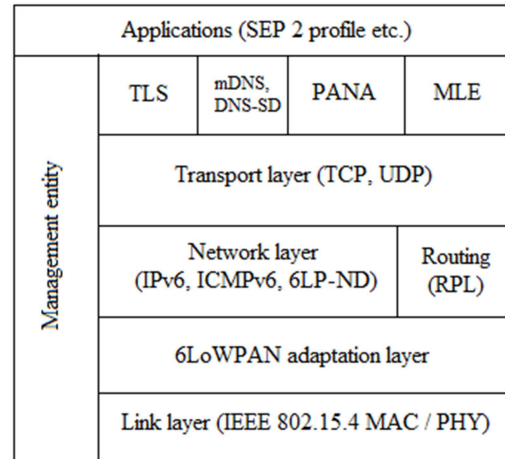 Applications (SEP 2 profile etc.)
Management entity
TLS
mDNS,
DNS-SD
PANA
MLE
Transport layer (TCP, UDP)
Network layer
(IPv6, ICMPv6, 6LP-ND)
Routing
(RPL)
6LoWPAN adaptation layer
Link layer (IEEE 802.15.4 MAC / PHY)